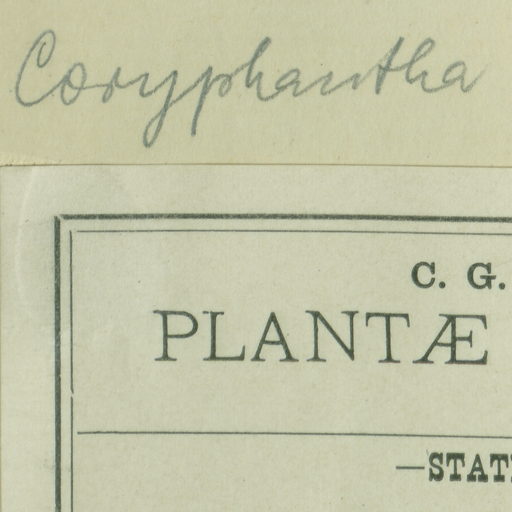 Coryphantha
C. G.
PLANTÆ
—STAT